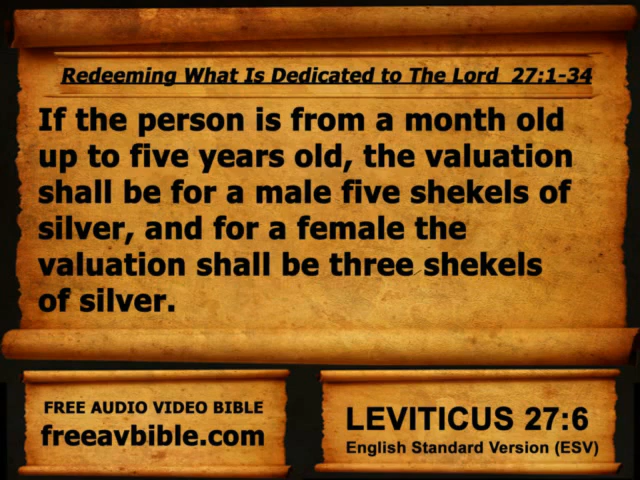 Redeeming What Is Dedicated to The Lord 27:1-34
If the person is from a month old
up to five years old, the valuation
shall be for a male five shekels of
silver, and for a female the
valuation shall be three shekels
of silver.
FREE AUDIO VIDEO BIBLE
freeavbible.com
LEVITICUS 27:6
English Standard Version (ESV)